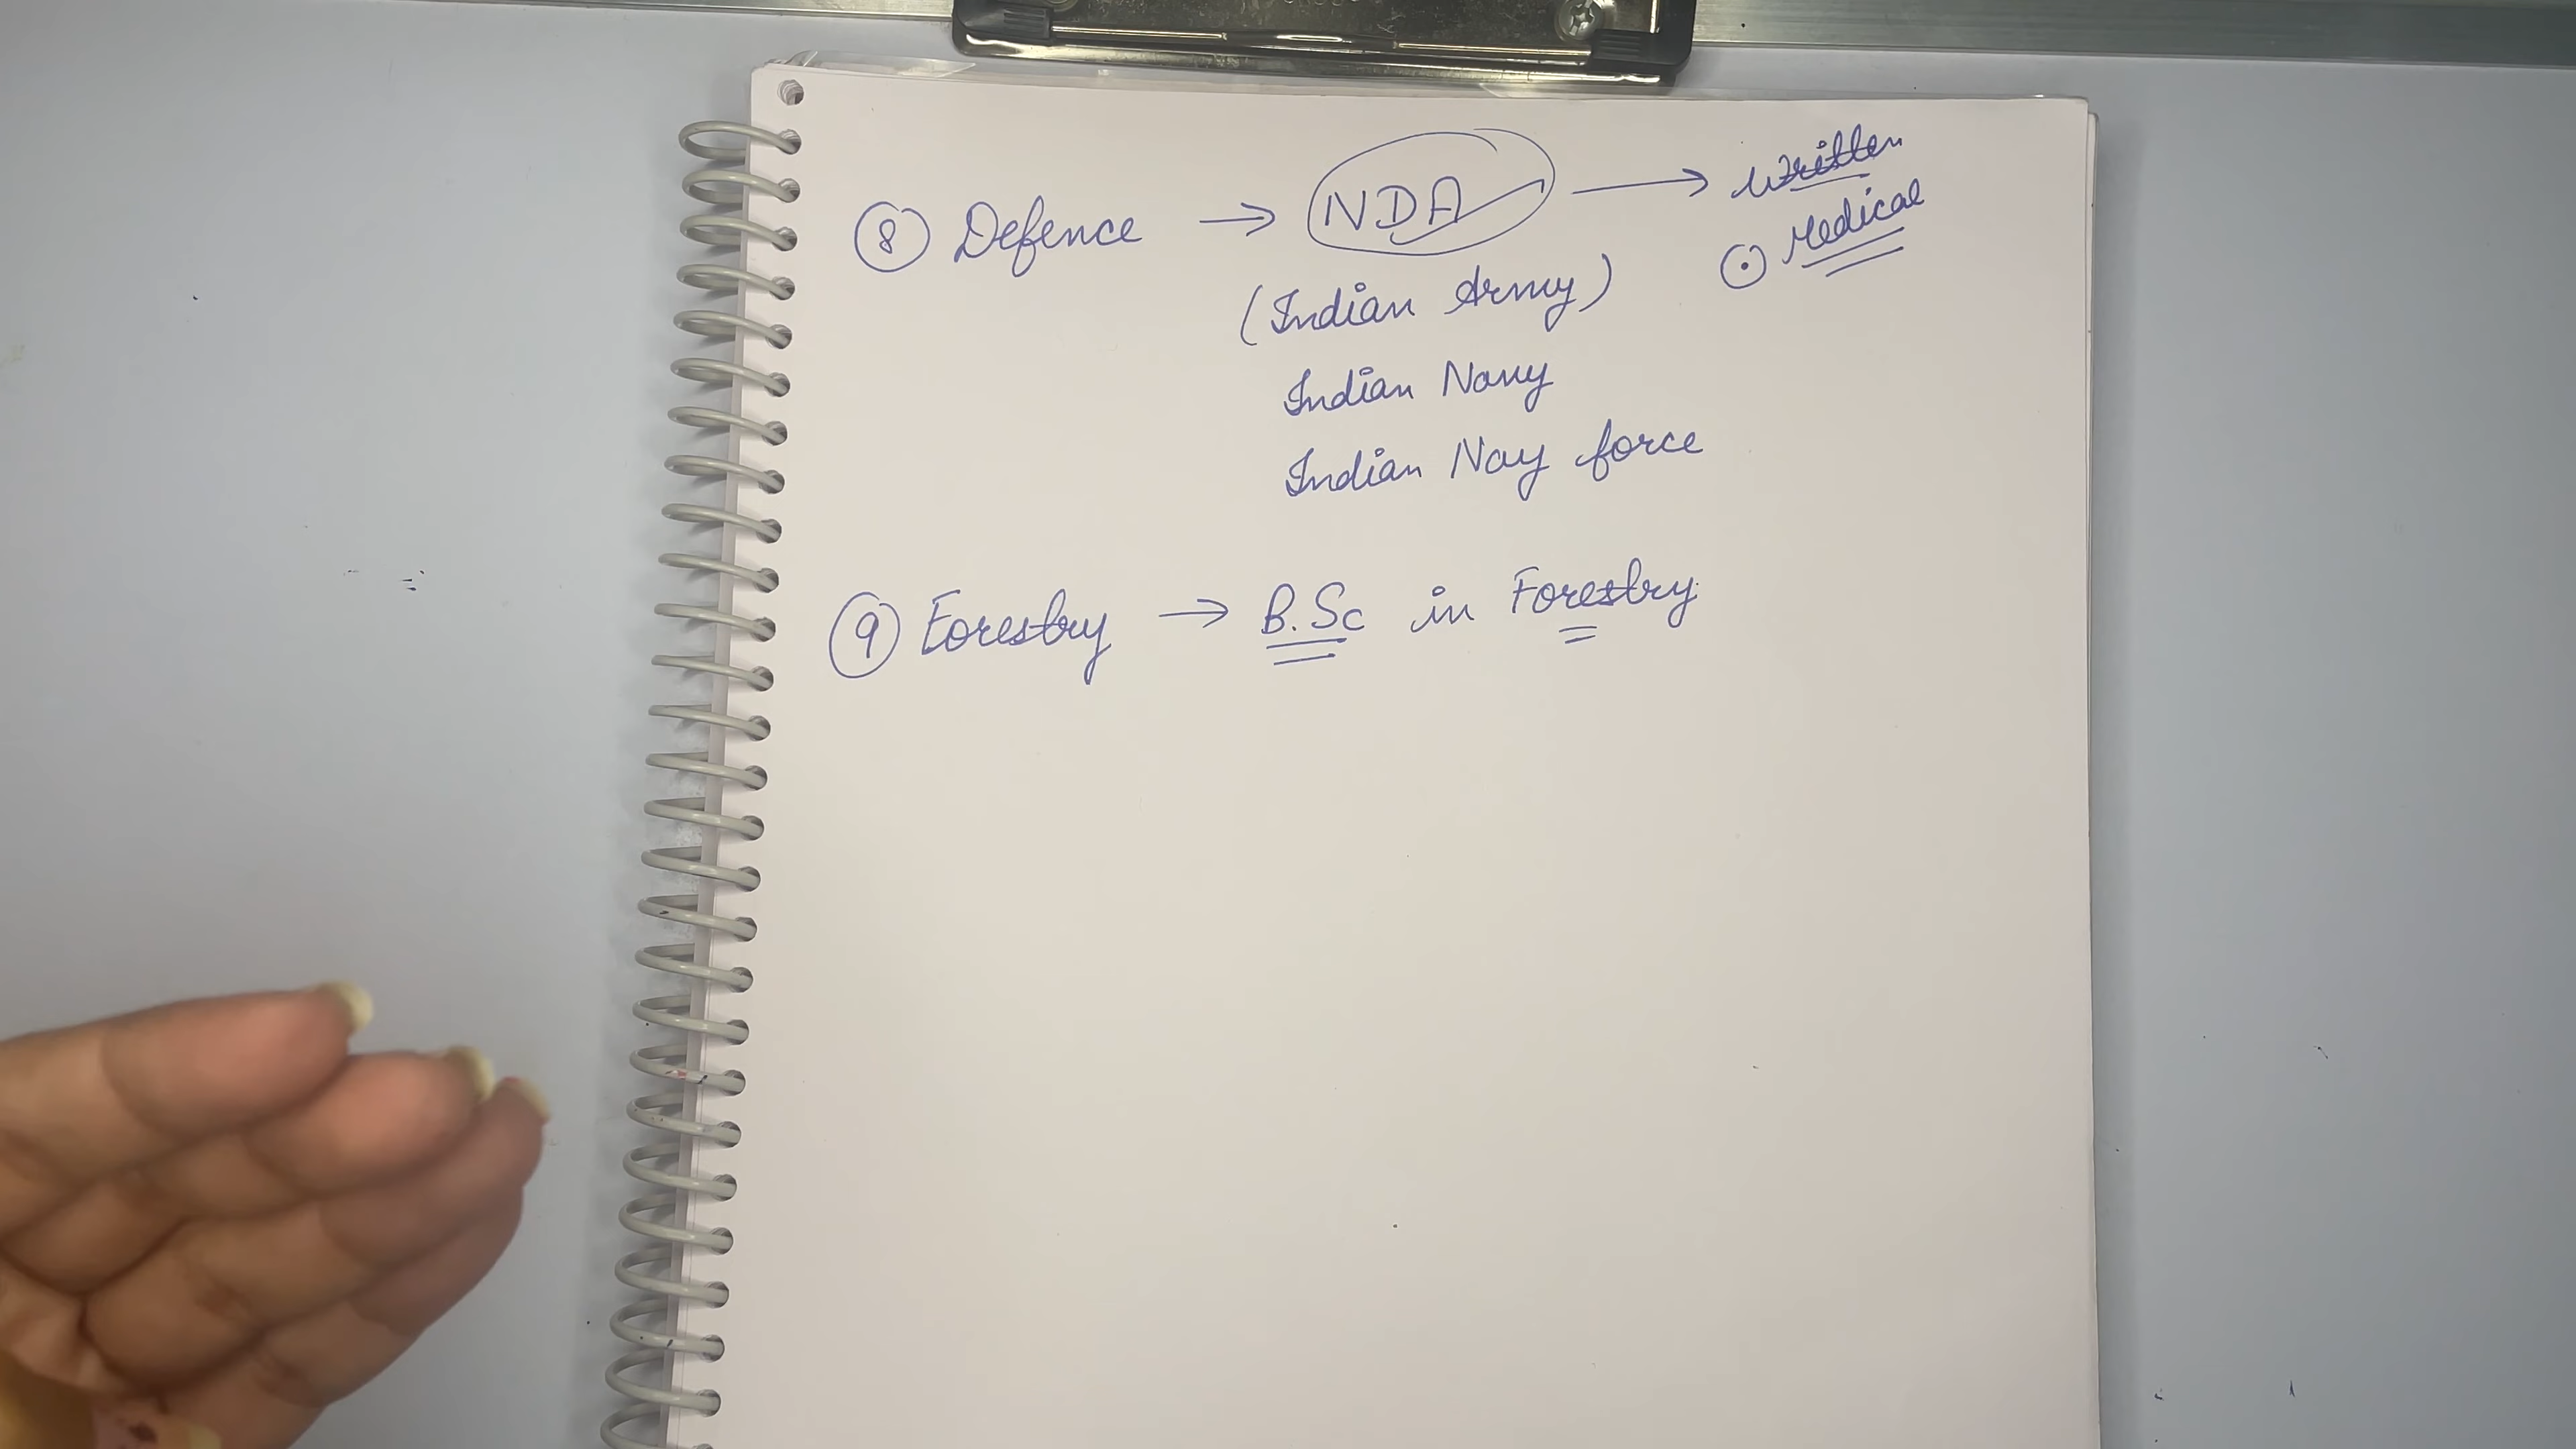 ⑧ Defence → NDA → Written
⊙ Medical
(Indian Army)
Indian Navy
Indian Nay force
⑨ Forestry → B.Sc in Forestry